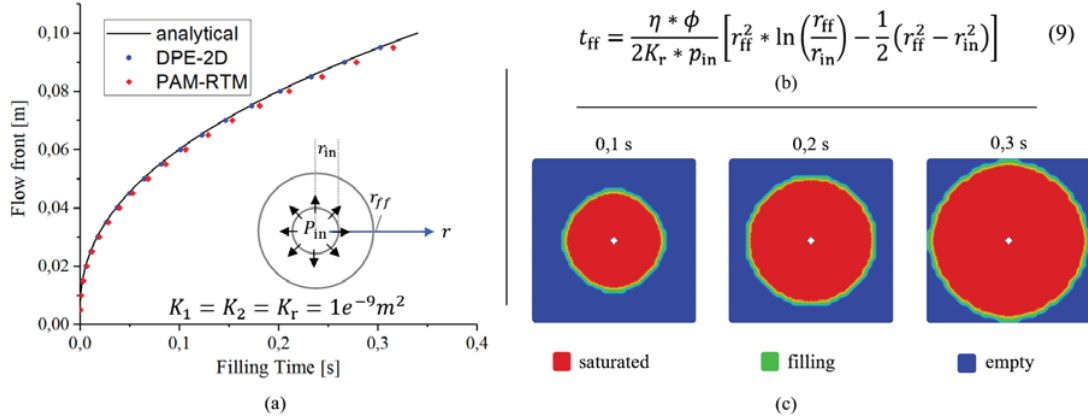 0,10
0,08
0,06
0,04
0,02
0,00
Flow front [m]
analytical
DPE-2D
PAM-RTM
r_in
r_ff
P_in
r
K_1 = K_2 = K_r = 1e^{-9}m^2
0,0 0,1 0,2 0,3 0,4
Filling Time [s]
(a)
t_ff = \frac{η * ϕ}{2K_r * p_in} [r_ff^2 * ln(\frac{r_ff}{r_in}) − \frac{1}{2}(r_ff^2 − r_in^2)] (9)
(b)
0,1 s 0,2 s 0,3 s
saturated filling empty
(c)